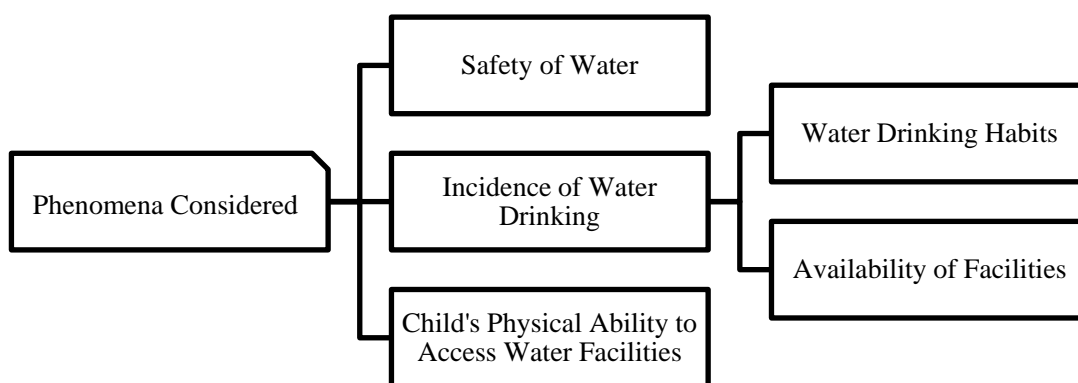 Phenomena Considered
Safety of Water
Incidence of Water
Drinking
Child's Physical Ability to
Access Water Facilities
Water Drinking Habits
Availability of Facilities